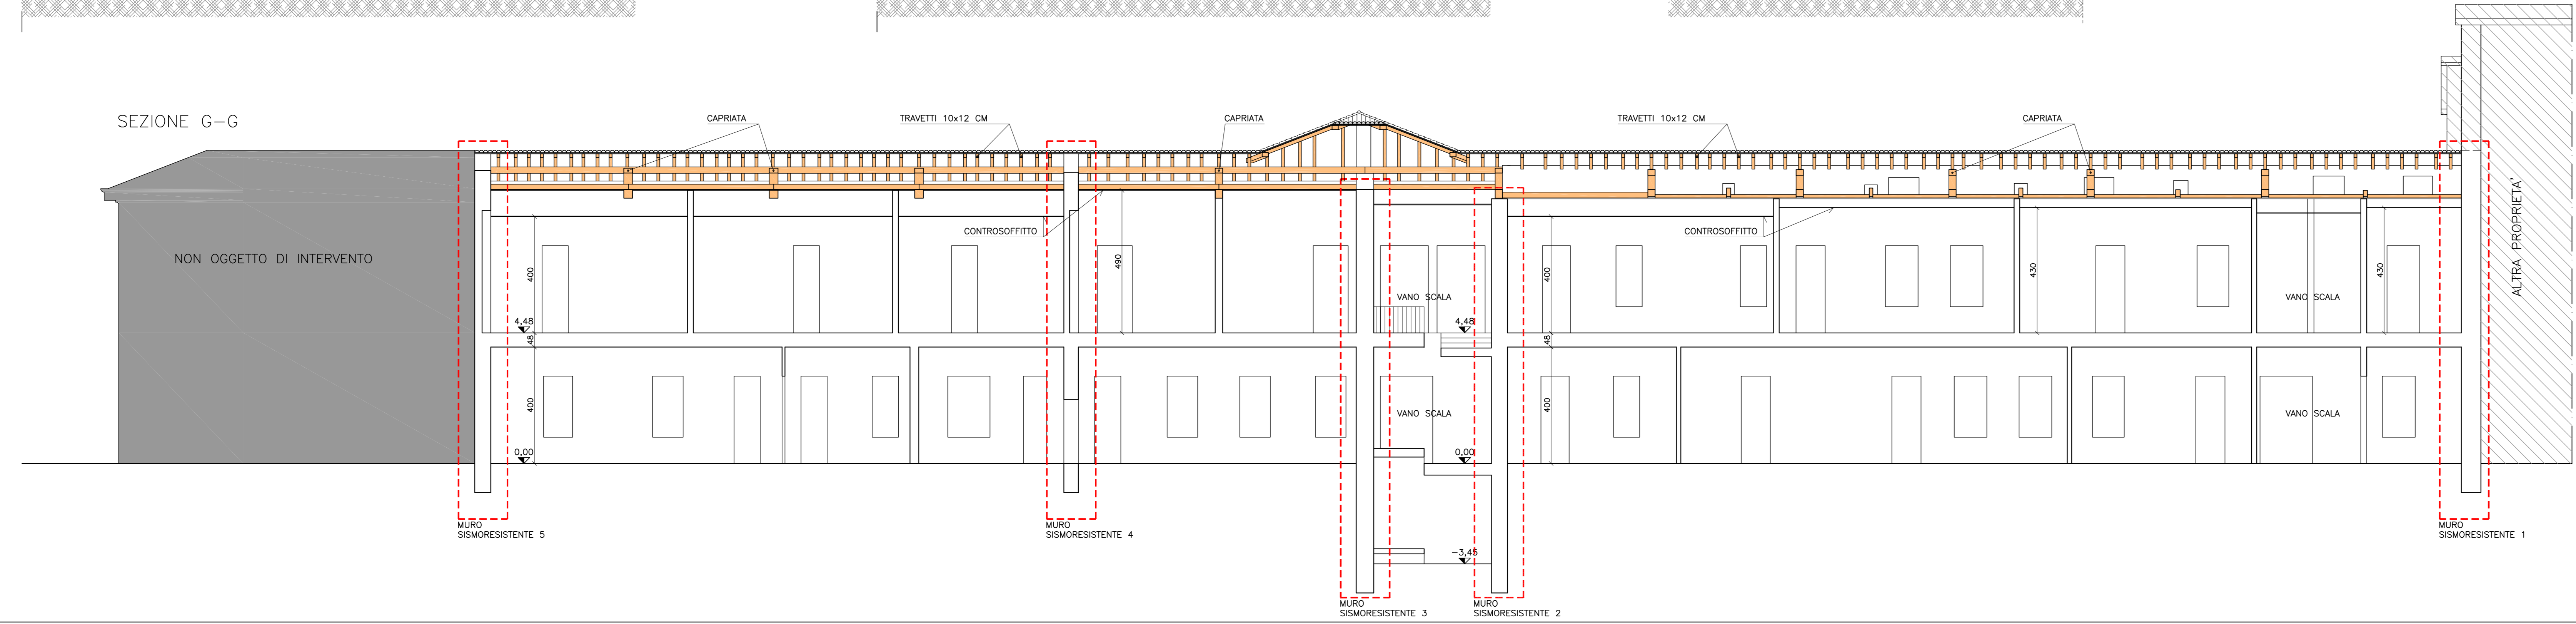 SEZIONE G-G
CAPRIATA
TRAVETTI 10x12 CM
CAPRIATA
TRAVETTI 10x12 CM
CAPRIATA
NON OGGETTO DI INTERVENTO
CONTROSOFFITTO
CONTROSOFFITTO
ALTRA PROPRIETA'
400
490
400
430
430
VANO SCALA
VANO SCALA
4,48
4,48
48
48
400
400
VANO SCALA
VANO SCALA
0,00
0,00
-3,45
MURO
SISMORESISTENTE 5
MURO
SISMORESISTENTE 4
MURO
SISMORESISTENTE 3
MURO
SISMORESISTENTE 2
MURO
SISMORESISTENTE 1